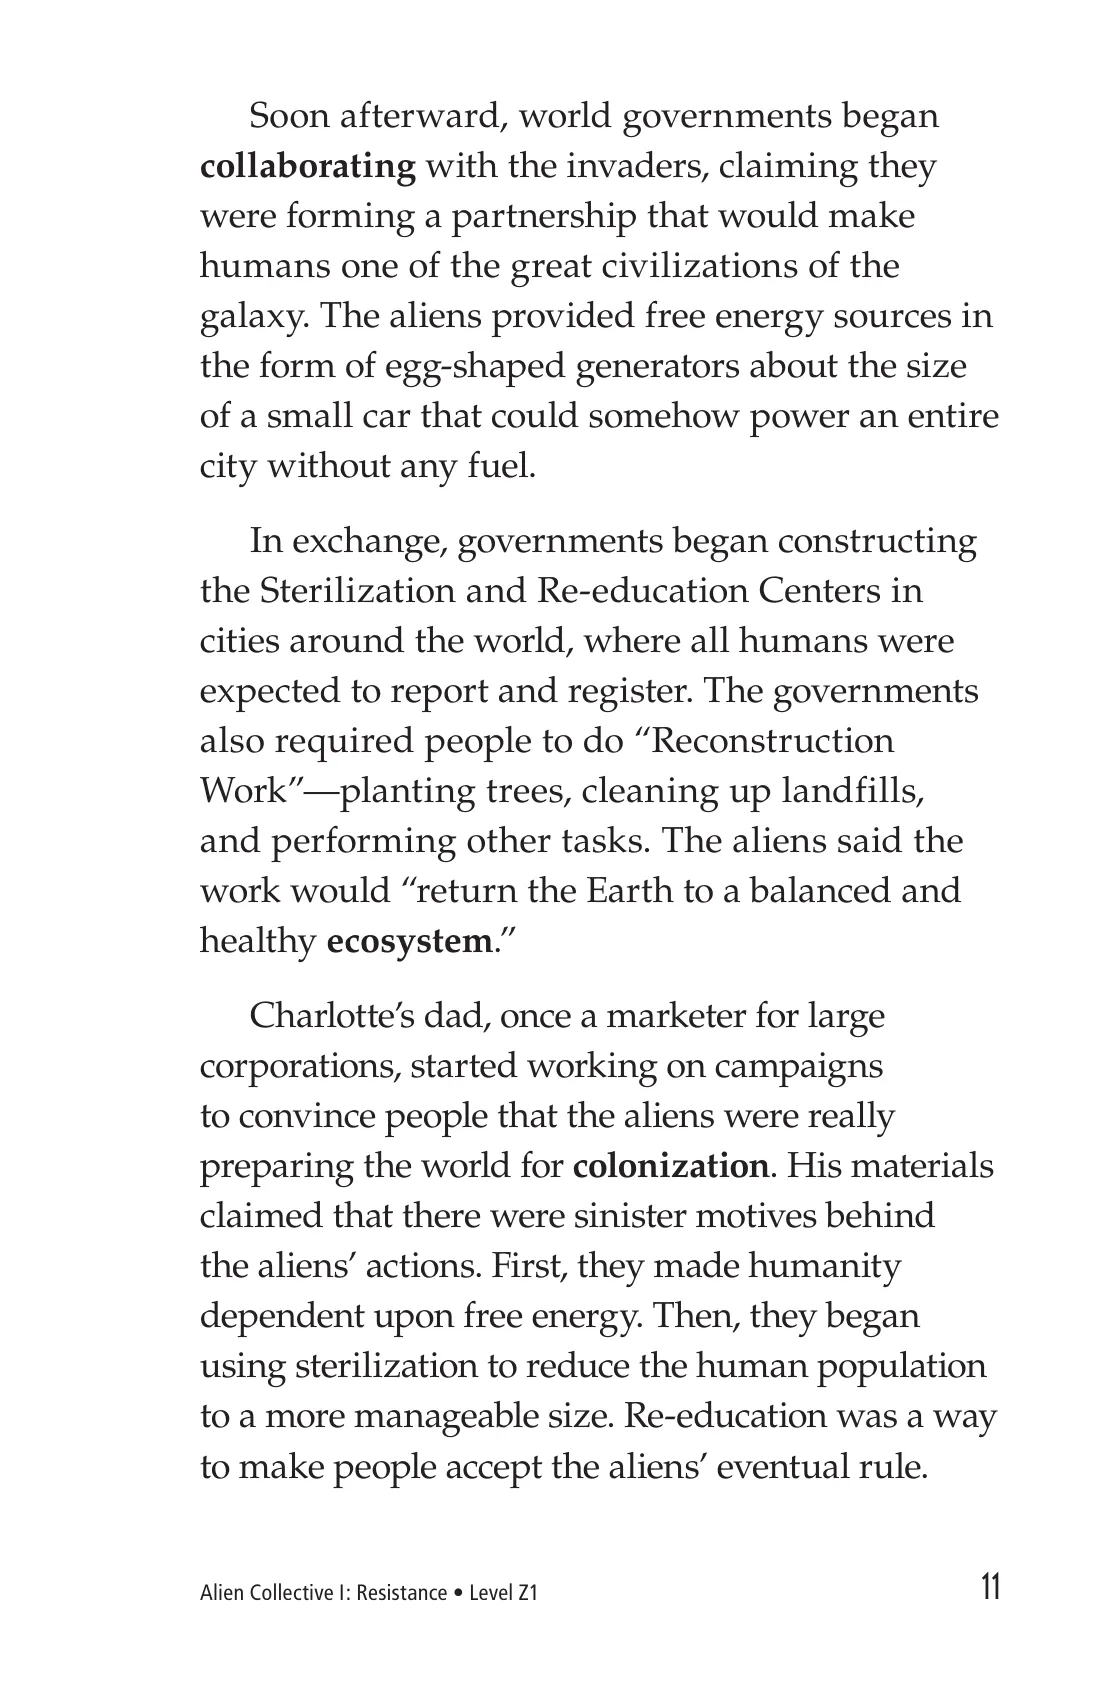 Soon afterward, world governments began
collaborating with the invaders, claiming they
were forming a partnership that would make
humans one of the great civilizations of the
galaxy. The aliens provided free energy sources in
the form of egg-shaped generators about the size
of a small car that could somehow power an entire
city without any fuel.
In exchange, governments began constructing
the Sterilization and Re-education Centers in
cities around the world, where all humans were
expected to report and register. The governments
also required people to do “Reconstruction
Work”—planting trees, cleaning up landfills,
and performing other tasks. The aliens said the
work would “return the Earth to a balanced and
healthy ecosystem.”
Charlotte’s dad, once a marketer for large
corporations, started working on campaigns
to convince people that the aliens were really
preparing the world for colonization. His materials
claimed that there were sinister motives behind
the aliens’ actions. First, they made humanity
dependent upon free energy. Then, they began
using sterilization to reduce the human population
to a more manageable size. Re-education was a way
to make people accept the aliens’ eventual rule.
Alien Collective I: Resistance • Level Z1
11